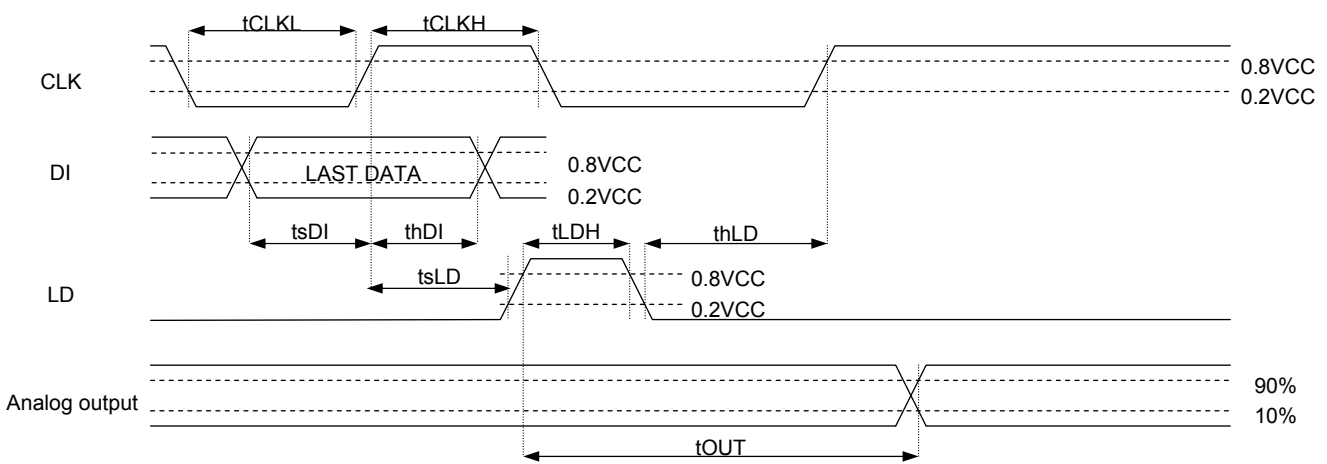 tCLKL
tCLKH
CLK
0.8VCC
0.2VCC
DI
LAST DATA
0.8VCC
0.2VCC
tsDI
thDI
tLDH
thLD
tsLD
LD
0.8VCC
0.2VCC
Analog output
90%
10%
tOUT